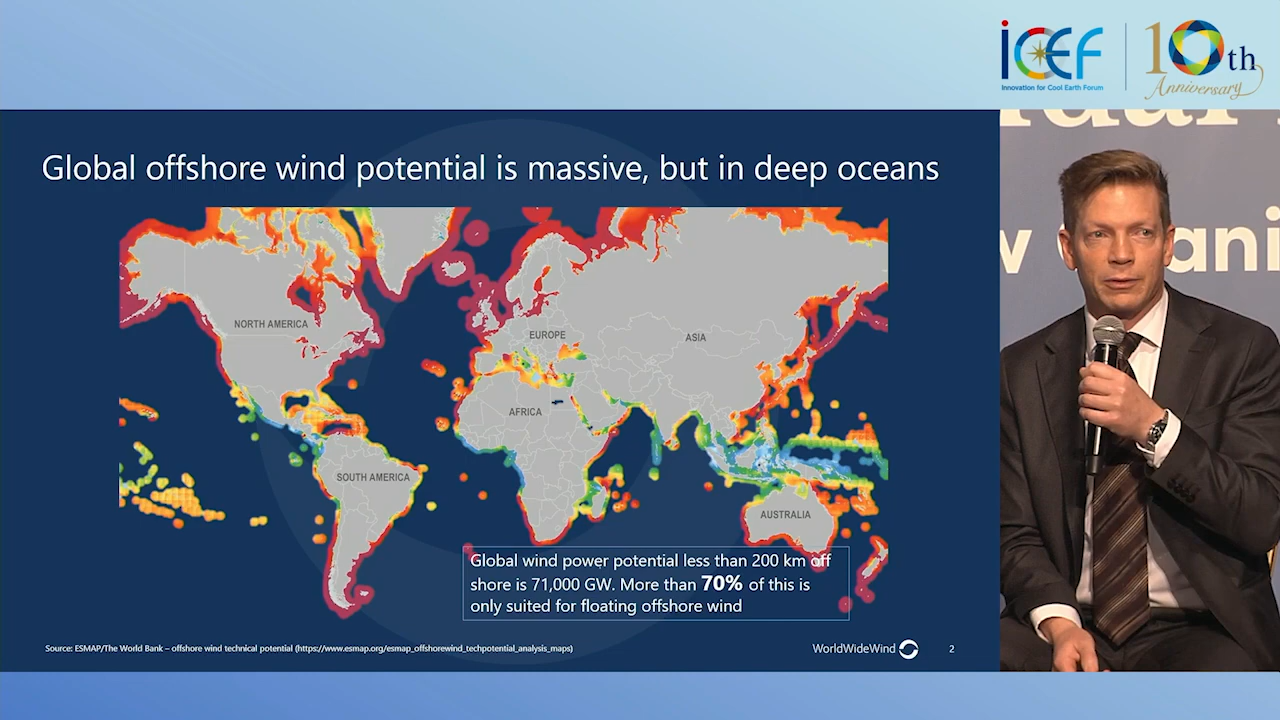 iCEF
Innovation for Cool Earth Forum
10th
Anniversary
Global offshore wind potential is massive, but in deep oceans
NORTH AMERICA
EUROPE
ASIA
AFRICA
SOUTH AMERICA
AUSTRALIA
Global wind power potential less than 200 km off
shore is 71,000 GW. More than 70% of this is
only suited for floating offshore wind
Source: ESMAP/The World Bank – offshore wind technical potential (https://www.esmap.org/esmap_offshorewind_techpotential_analysis_maps)
WorldWideWind
2